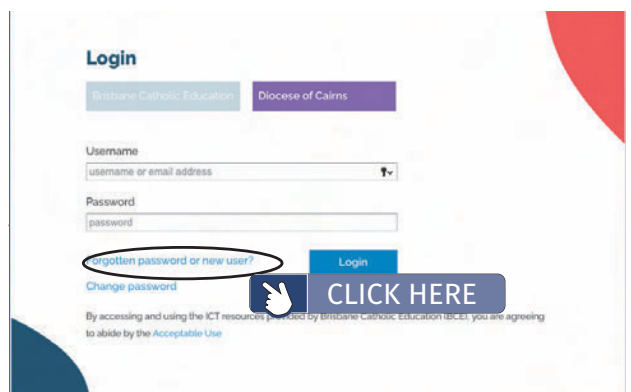 Login
Brisbane Catholic Education Diocese of Cairns
Username
username or email address
Password
password
Forgotten password or new user? Login
Change password
CLICK HERE
By accessing and using the ICT resources provided by Brisbane Catholic Education (BCE), you are agreeing
to abide by the Acceptable Use